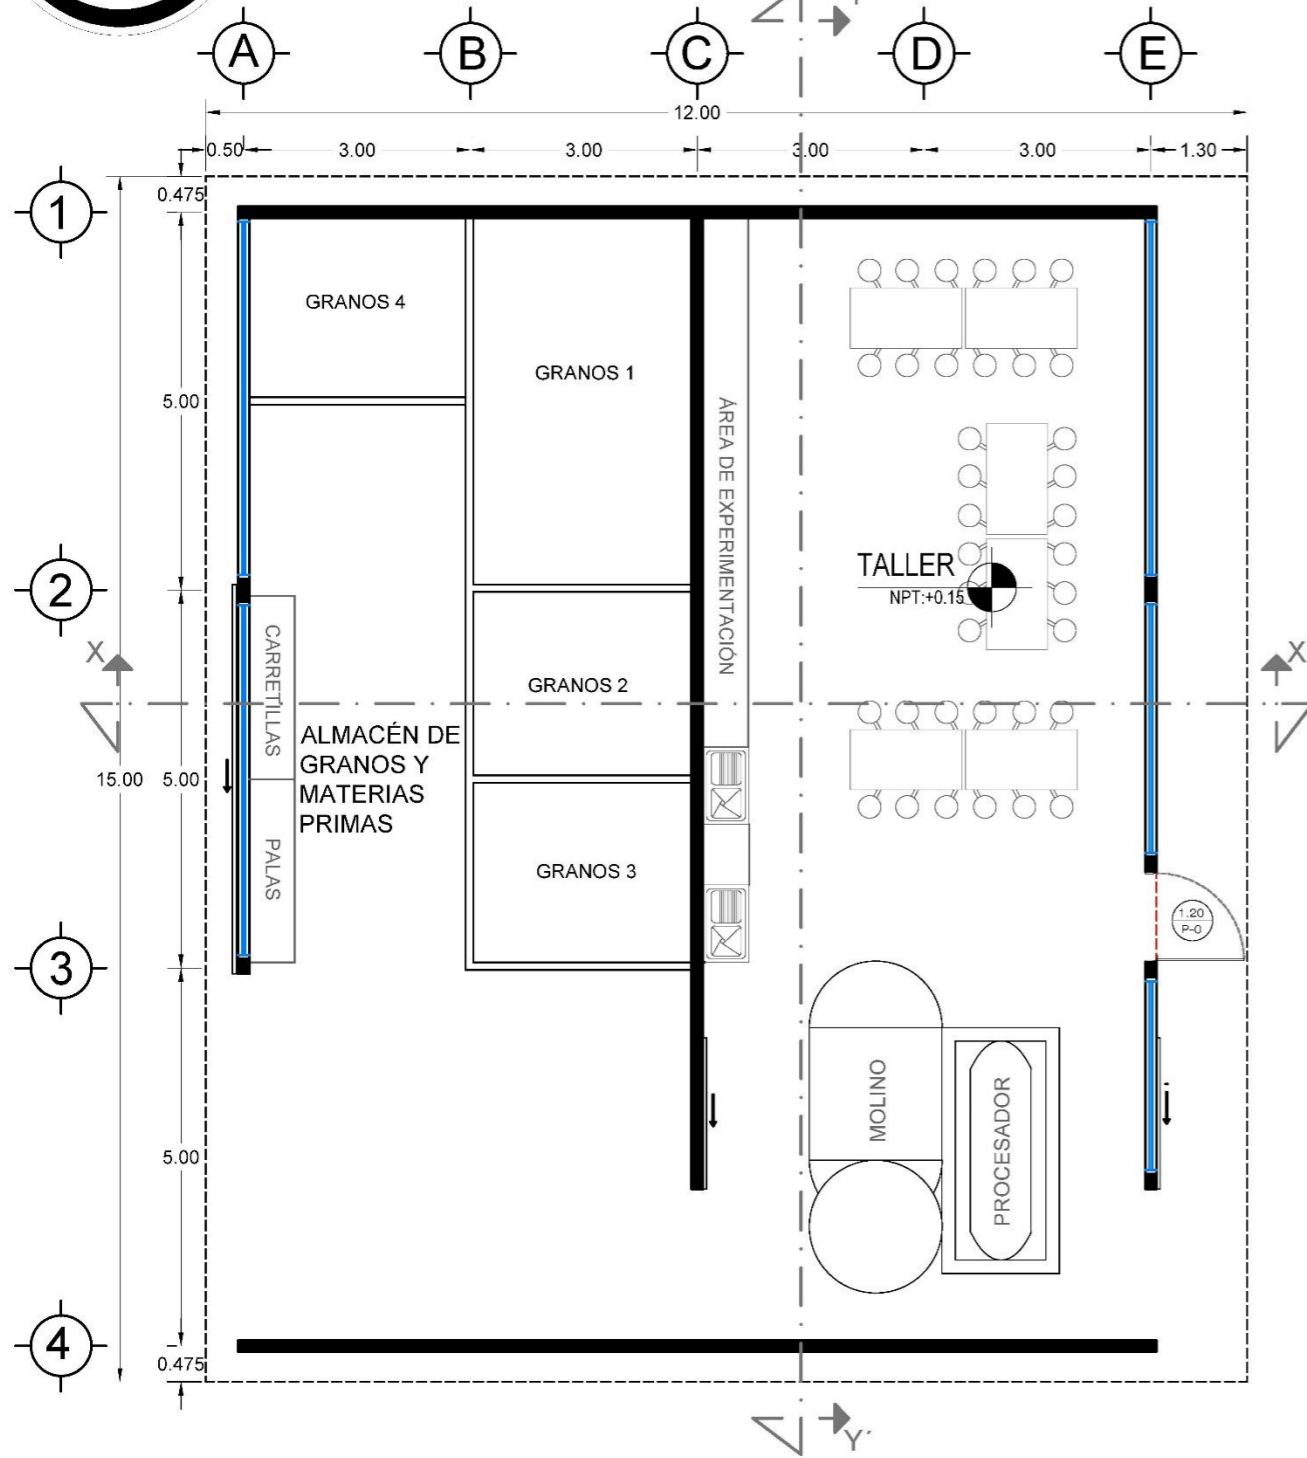 A
B
C
D
E
12.00
0.50
3.00
3.00
3.00
3.00
1.30
0.475
1
GRANOS 4
GRANOS 1
5.00
ÁREA DE EXPERIMENTACIÓN
TALLER
NPT:+0.15
2
CARRETILLAS
X
X
GRANOS 2
ALMACÉN DE
GRANOS Y
MATERIAS
PRIMAS
15.00
5.00
PALAS
GRANOS 3
1.20
P-0
3
MOLINO
PROCESADOR
5.00
4
0.475
Y´